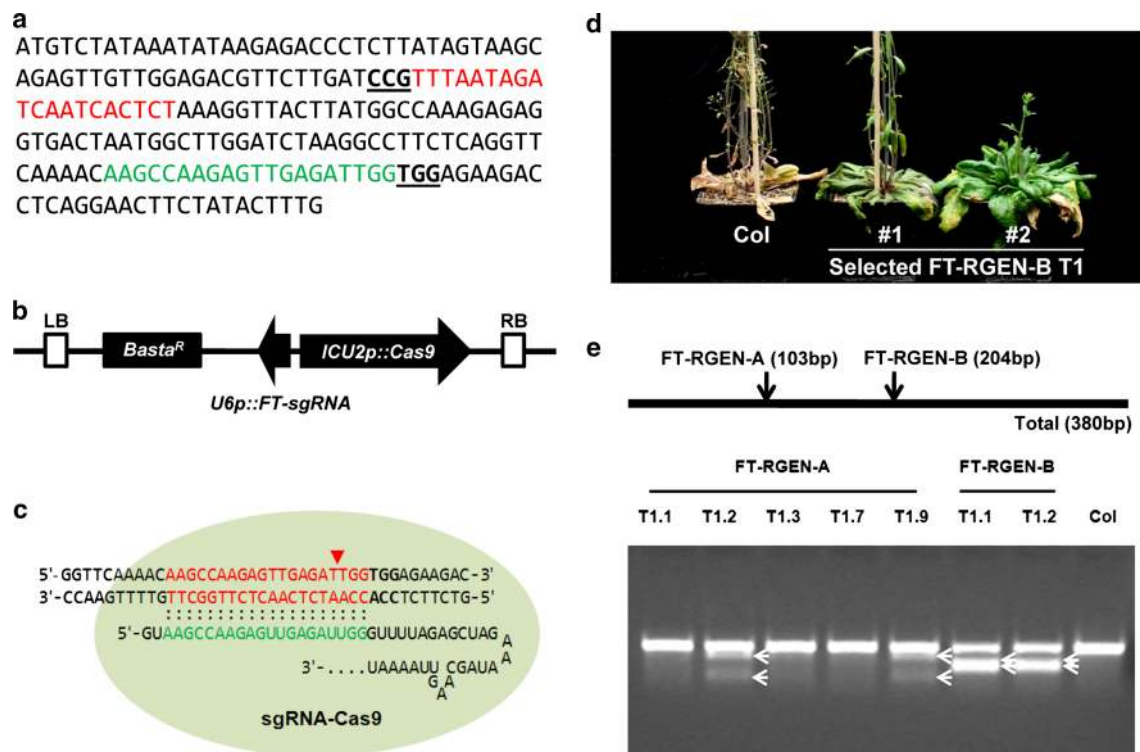 a
ATGTCTATAAATATAAGAGACCCTCTTATAGTAAGC
AGAGTTGTTGGAGACGTTCTTGATCCGTTTAATAGA
TCAATCACTCTAAAGGTTACTTATGGCCAAAGAGAG
GTGACTAATGGCTTGGATCTAAGGCCTTCTCAGGTT
CAAAACAAGCCAAGAGTTGAGATTGGTGGAGAAGAC
CTCAGGAACTTCTATACTTTG
b
LB
RB
Basta^R
ICU2p::Cas9
U6p::FT-sgRNA
c
5'-GGTTCAAAACAAGCCAAGAGTTGAGATTGGTGGAGAAGAC-3'
3'-CCAAGTTTTGTTCGGTTCTCAACTCTAACCACCTCTTCTG-5'
5'-GUAAGCCAAGAGUUGAGAUUGGGUUUUAGAGCUAG
A
A
3'-....UAAAAUU CGAUA
G A
A
sgRNA-Cas9
d
Col
#1
#2
Selected FT-RGEN-B T1
e
FT-RGEN-A (103bp)
FT-RGEN-B (204bp)
Total (380bp)
FT-RGEN-A
FT-RGEN-B
T1.1 T1.2 T1.3 T1.7 T1.9 T1.1 T1.2 Col